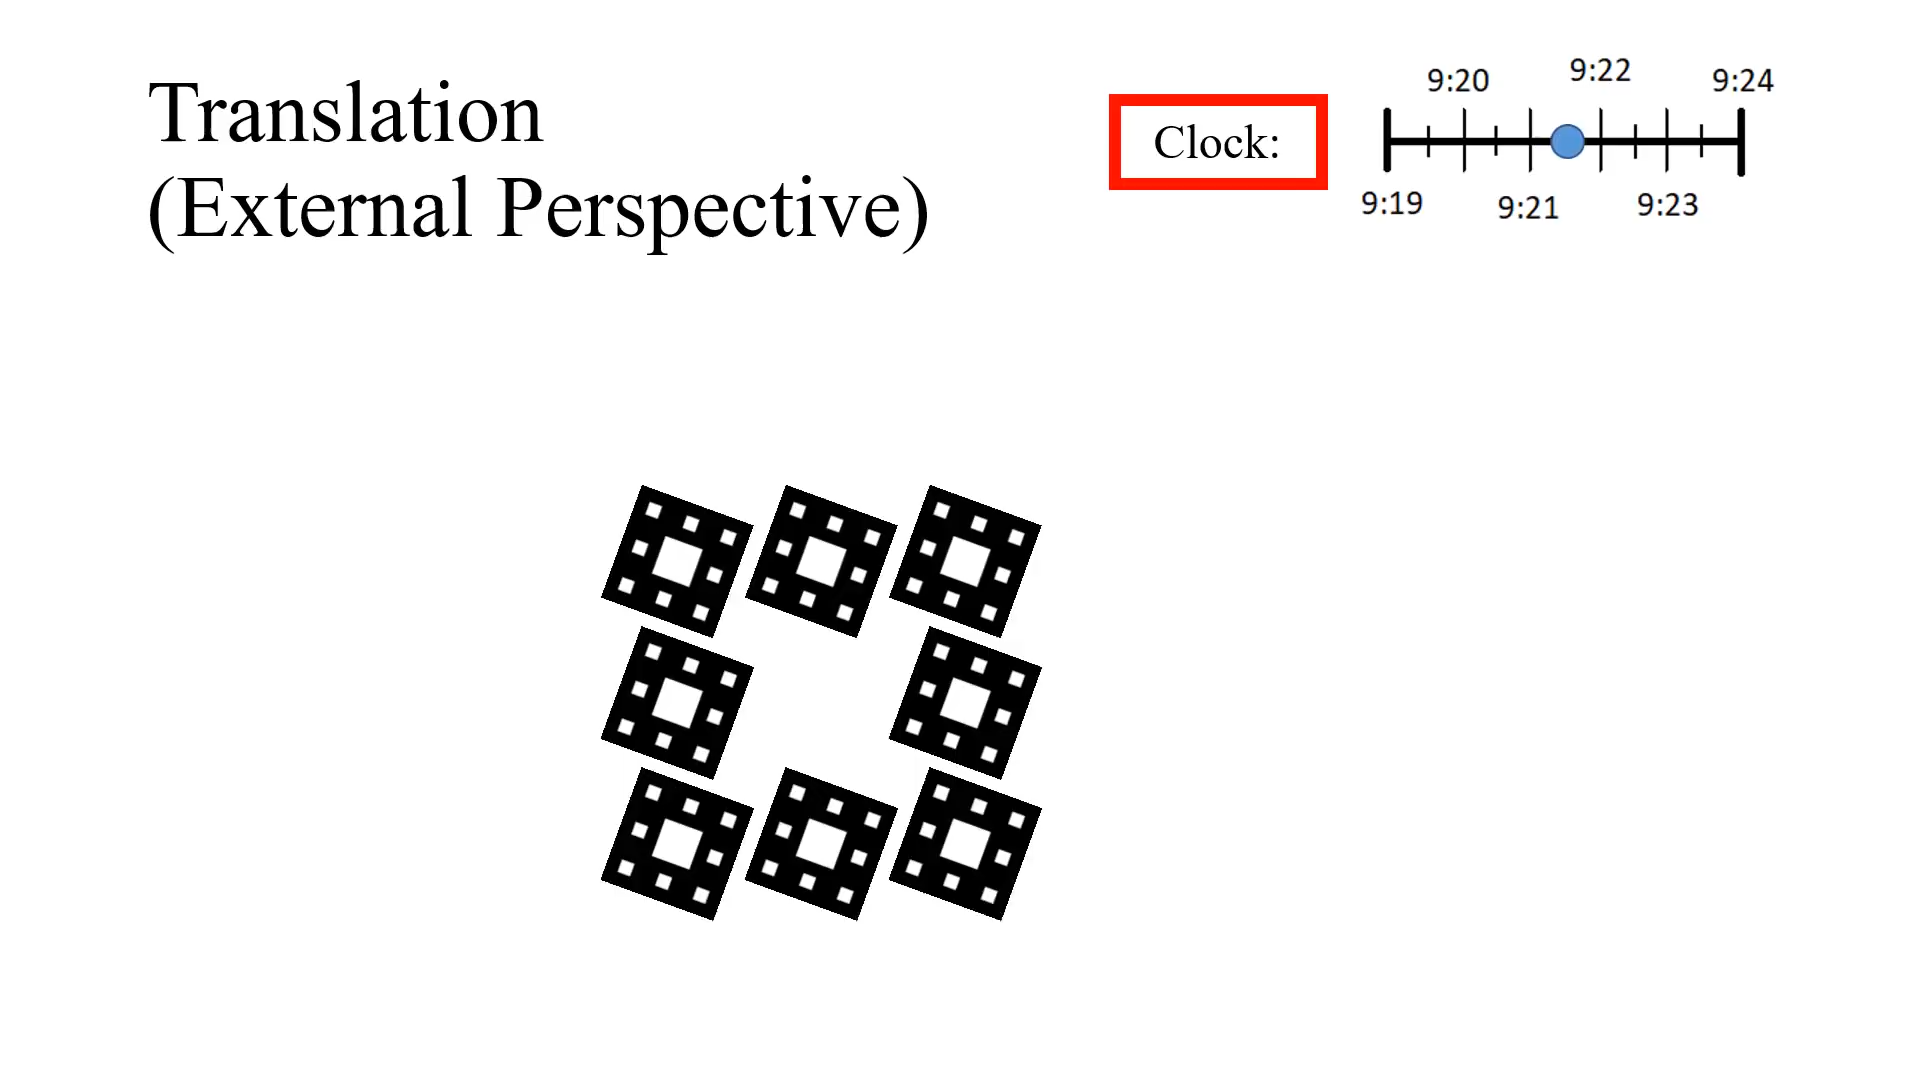 Translation
(External Perspective)
Clock:
9:20 9:22 9:24
9:19 9:21 9:23